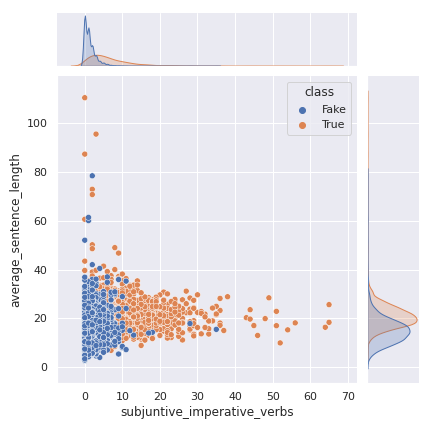 class
Fake
True
average_sentence_length
100
80
60
40
20
0
0 10 20 30 40 50 60 70
subjuntive_imperative_verbs